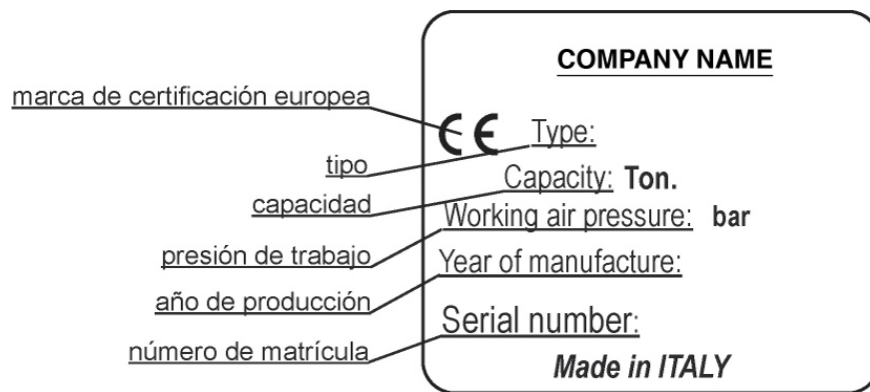 COMPANY NAME
marca de certificación europea
CE Type:
tipo
Capacity: Ton.
capacidad
Working air pressure: bar
presión de trabajo
Year of manufacture:
año de producción
Serial number:
número de matrícula
Made in ITALY